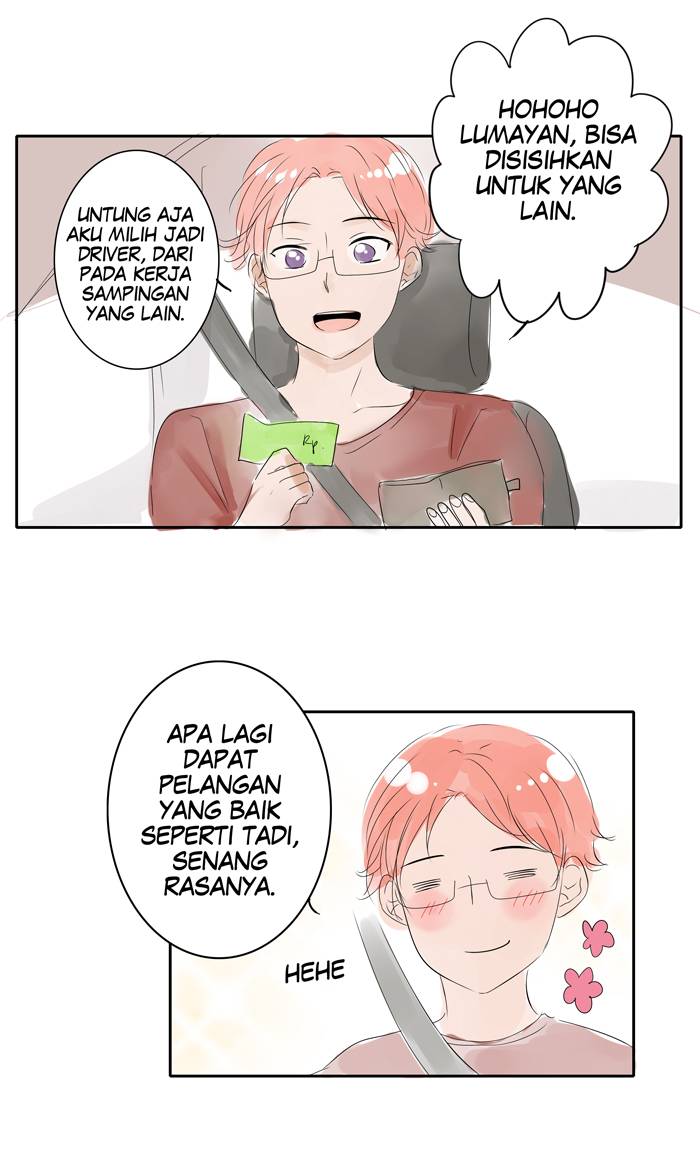 HOHOHO
LUMAYAN, BISA
DISISIHKAN
UNTUK YANG
LAIN.
UNTUNG AJA
AKU MILIH JADI
DRIVER, DARI
PADA KERJA
SAMPINGAN
YANG LAIN.
Rp.
APA LAGI
DAPAT
PELANGAN
YANG BAIK
SEPERTI TADI,
SENANG
RASANYA.
HEHE